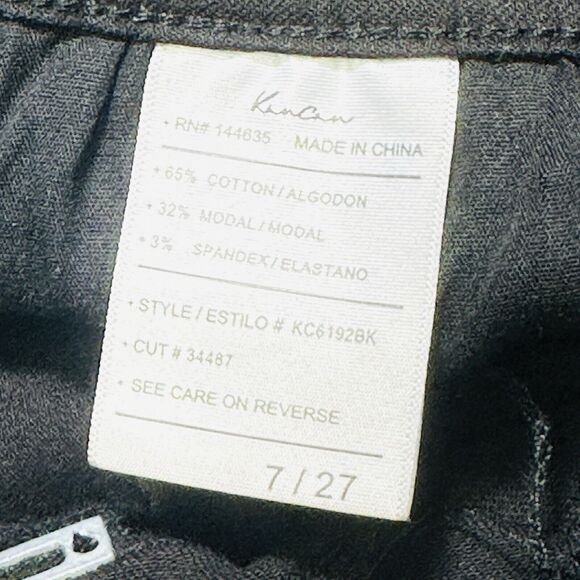 KanCan
• RN# 144635 MADE IN CHINA
• 65% COTTON / ALGODON
• 32% MODAL / MODAL
• 3% SPANDEX / ELASTANO
• STYLE / ESTILO # KC6192BK
• CUT # 34487
• SEE CARE ON REVERSE
7 / 27